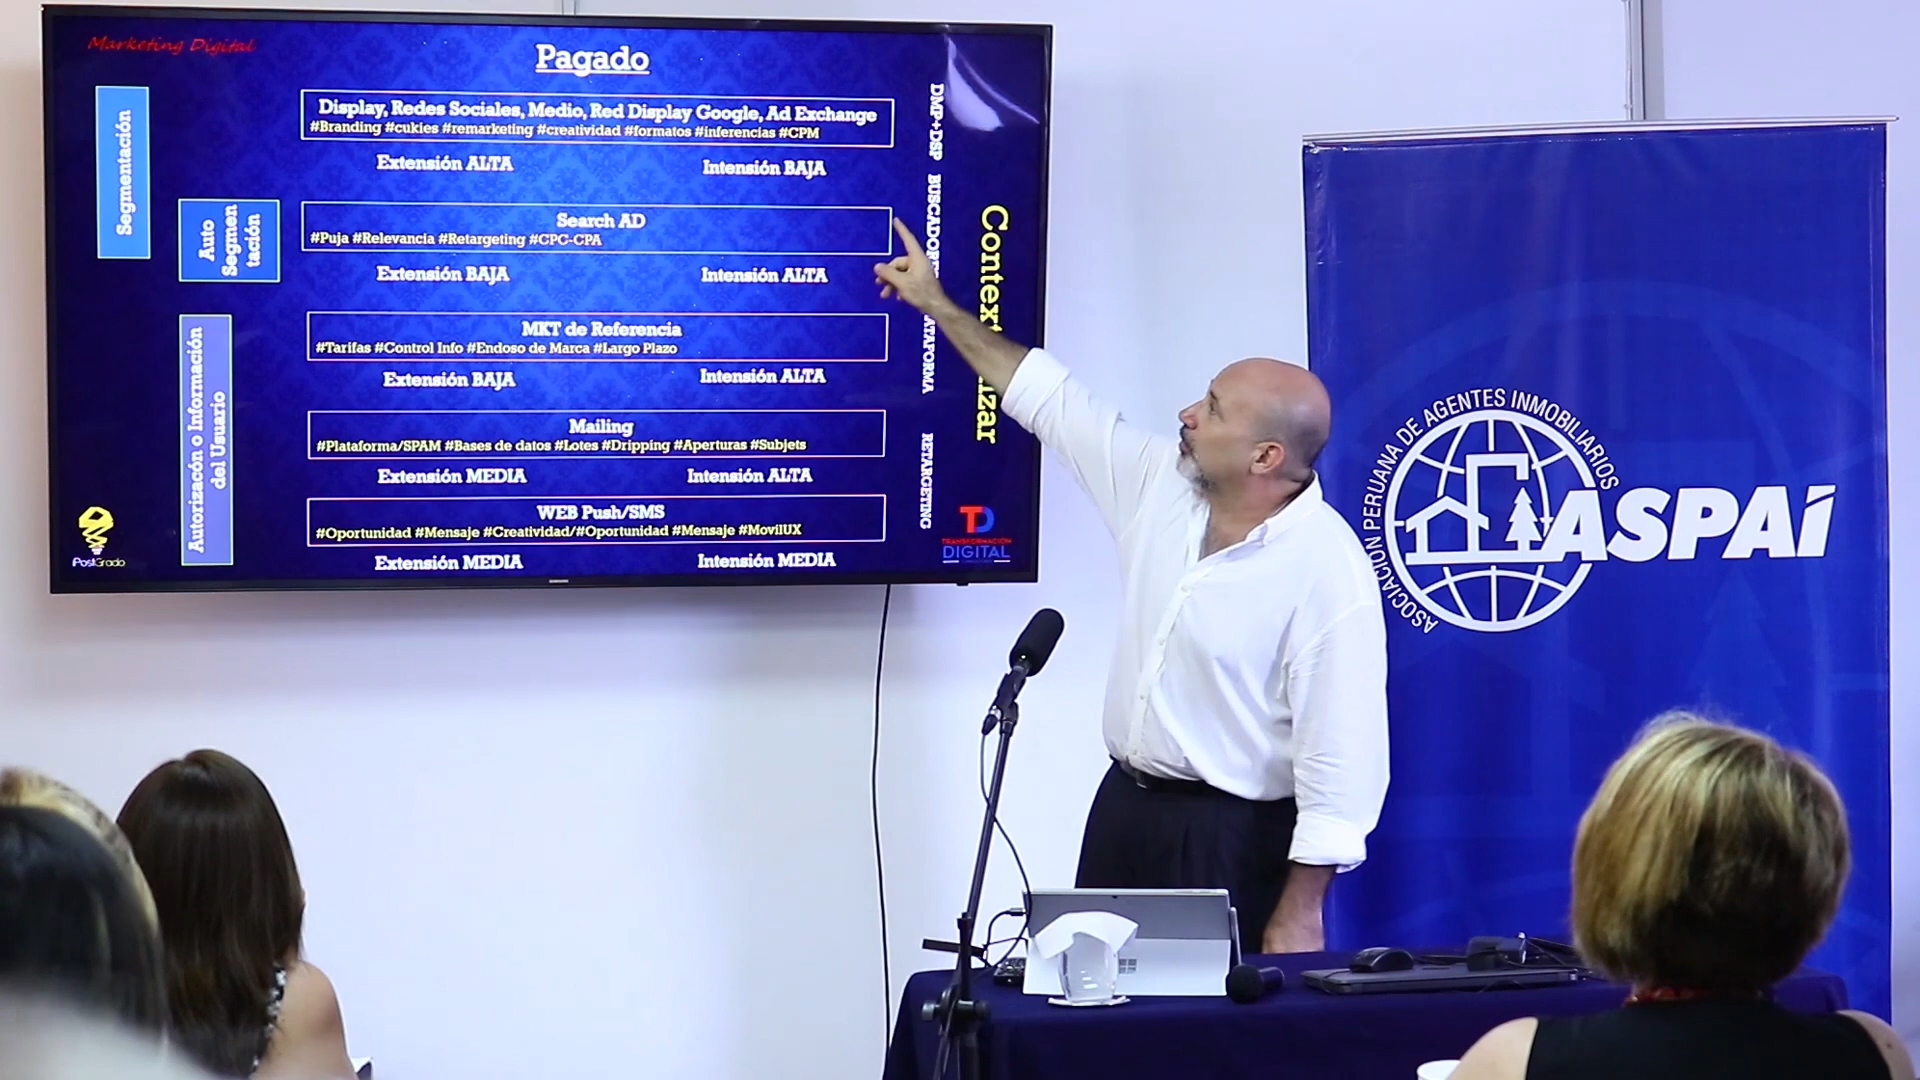 Marketing Digital
Pagado
Segmentación
Display, Redes Sociales, Medio, Red Display Google, Ad Exchange
#Branding #cukies #remarketing #creatividad #formatos #inferencias #CPM
Extensión ALTA
Intensión BAJA
Auto
Segmen
tación
Search AD
#Puja #Relevancia #Retargeting #CPC-CPA
Extensión BAJA
Intensión ALTA
Autorizacón o Información
del Usuario
MKT de Referencia
#Tarifas #Control Info #Endoso de Marca #Largo Plazo
Extensión BAJA
Intensión ALTA
Mailing
#Plataforma/SPAM #Bases de datos #Lotes #Dripping #Aperturas #Subjets
Extensión MEDIA
Intensión ALTA
WEB Push/SMS
#Oportunidad #Mensaje #Creatividad/#Oportunidad #Mensaje #MovilUX
Extensión MEDIA
Intensión MEDIA
DMP+DSP
RETARGETING
iPostGrado
TD
TRANSFORMACIÓN
DIGITAL
ASOCIACIÓN PERUANA DE AGENTES INMOBILIARIOS
ASPAi